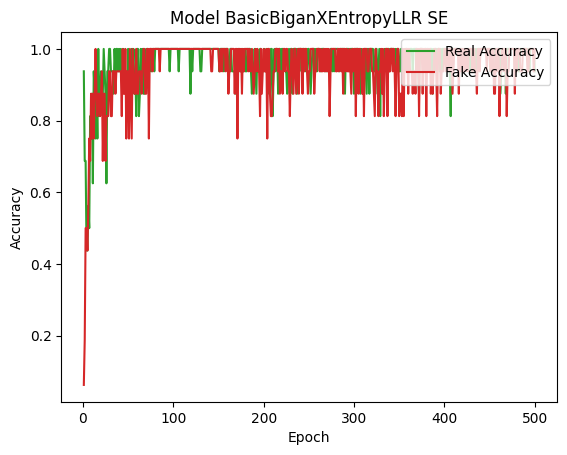 Model BasicBiganXEntropyLLR SE
Real Accuracy
Fake Accuracy
Accuracy
1.0
0.8
0.6
0.4
0.2
0
100
200
300
400
500
Epoch